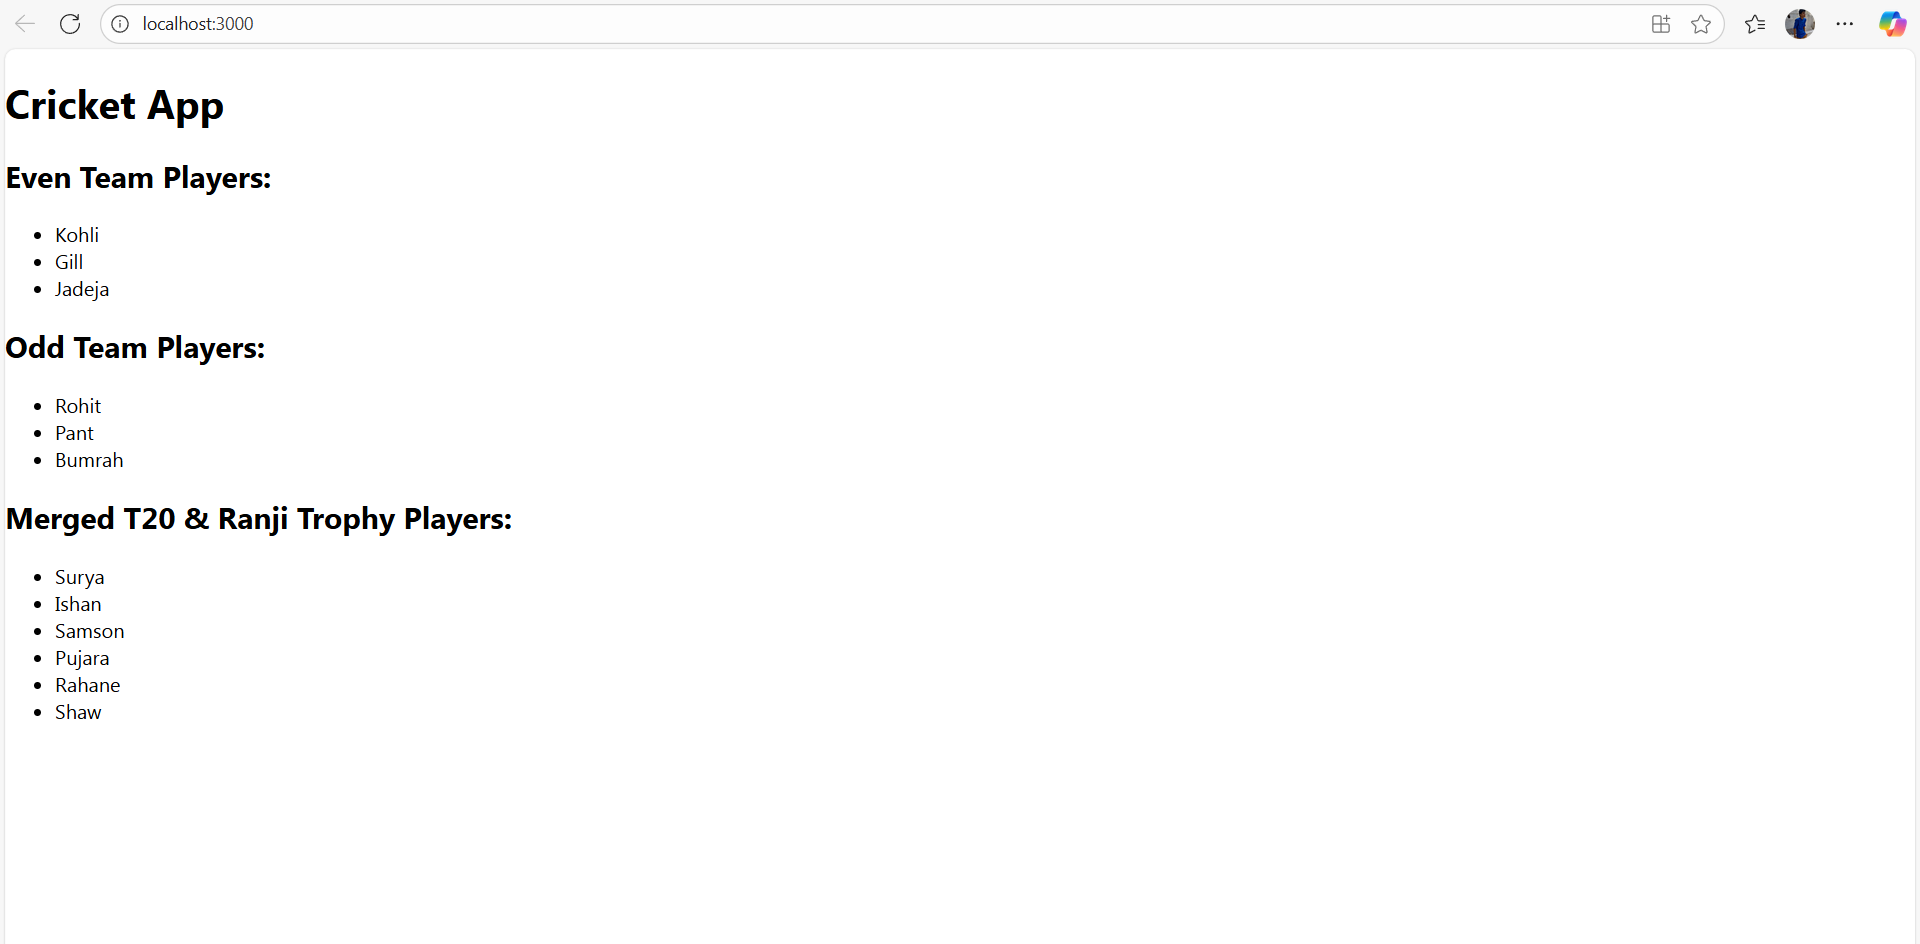 localhost:3000
Cricket App
Even Team Players:
Kohli
Gill
Jadeja
Odd Team Players:
Rohit
Pant
Bumrah
Merged T20 & Ranji Trophy Players:
Surya
Ishan
Samson
Pujara
Rahane
Shaw